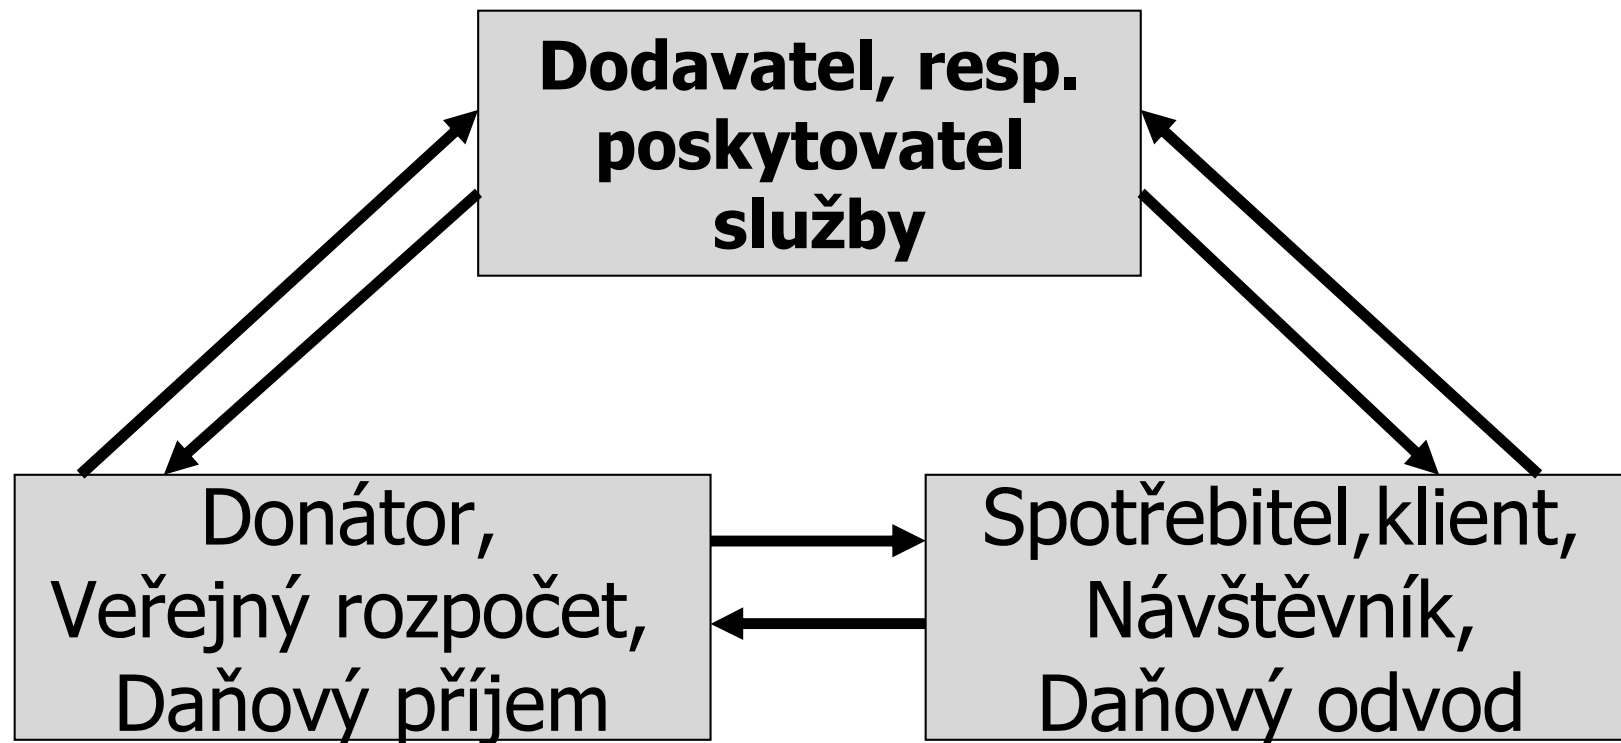 Dodavatel, resp.
poskytovatel
služby
Donátor,
Veřejný rozpočet,
Daňový příjem
Spotřebitel,klient,
Návštěvník,
Daňový odvod